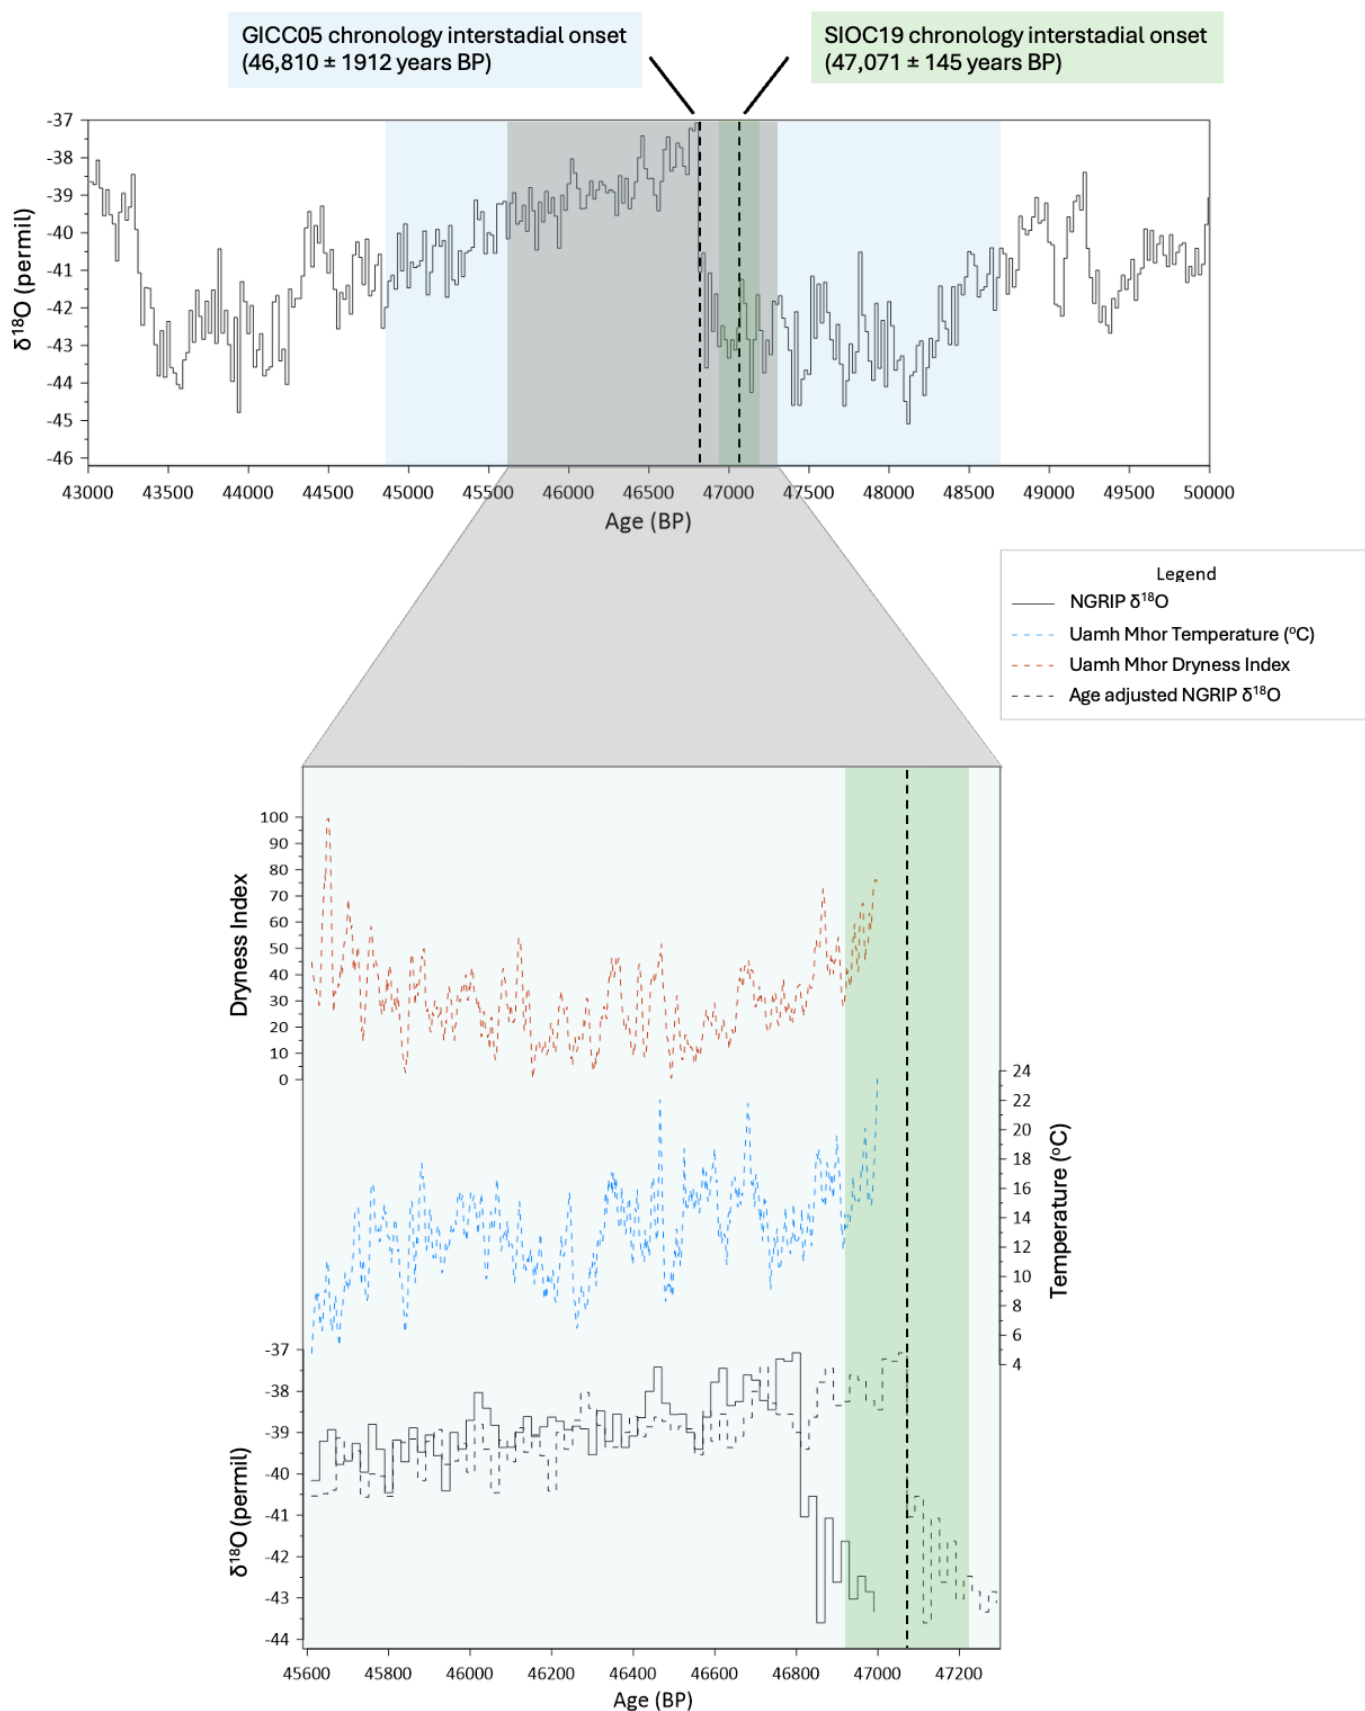 GICC05 chronology interstadial onset
(46,810 ± 1912 years BP)
SIOC19 chronology interstadial onset
(47,071 ± 145 years BP)
-37
-38
-39
-40
-41
-42
-43
-44
-45
-46
δ¹⁸O (permil)
43000 43500 44000 44500 45000 45500 46000 46500 47000 47500 48000 48500 49000 49500 50000
Age (BP)
Legend
NGRIP δ¹⁸O
Uamh Mhor Temperature (ºC)
Uamh Mhor Dryness Index
Age adjusted NGRIP δ¹⁸O
100
90
80
70
60
50
40
30
20
10
0
Dryness Index
24
22
20
18
16
14
12
10
8
6
4
Temperature (ºC)
-37
-38
-39
-40
-41
-42
-43
-44
δ¹⁸O (permil)
45600 45800 46000 46200 46400 46600 46800 47000 47200
Age (BP)